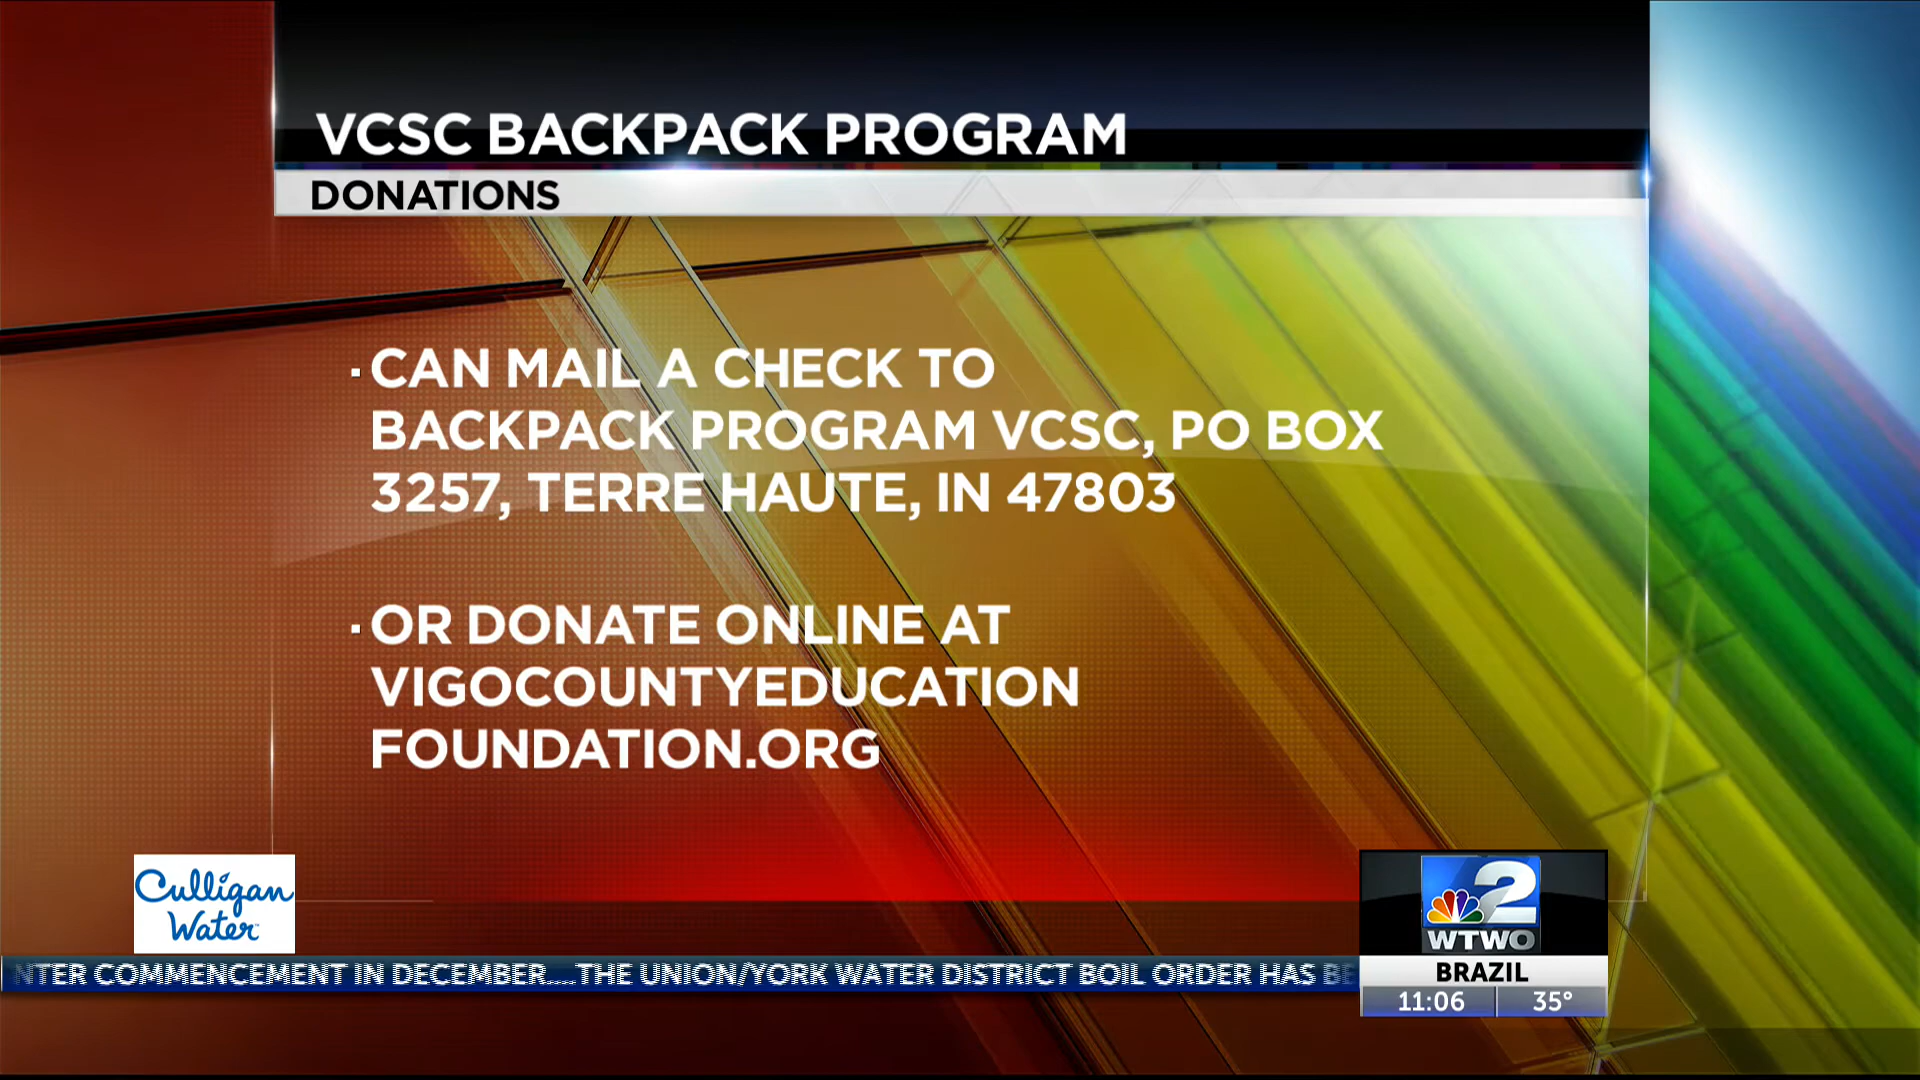 VCSC BACKPACK PROGRAM
DONATIONS
▪ CAN MAIL A CHECK TO
BACKPACK PROGRAM VCSC, PO BOX
3257, TERRE HAUTE, IN 47803
▪ OR DONATE ONLINE AT
VIGOCOUNTYEDUCATION
FOUNDATION.ORG
Culligan
Water
2
WTWO
NTER COMMENCEMENT IN DECEMBER....THE UNION/YORK WATER DISTRICT BOIL ORDER HAS BE
BRAZIL
11:06 35°